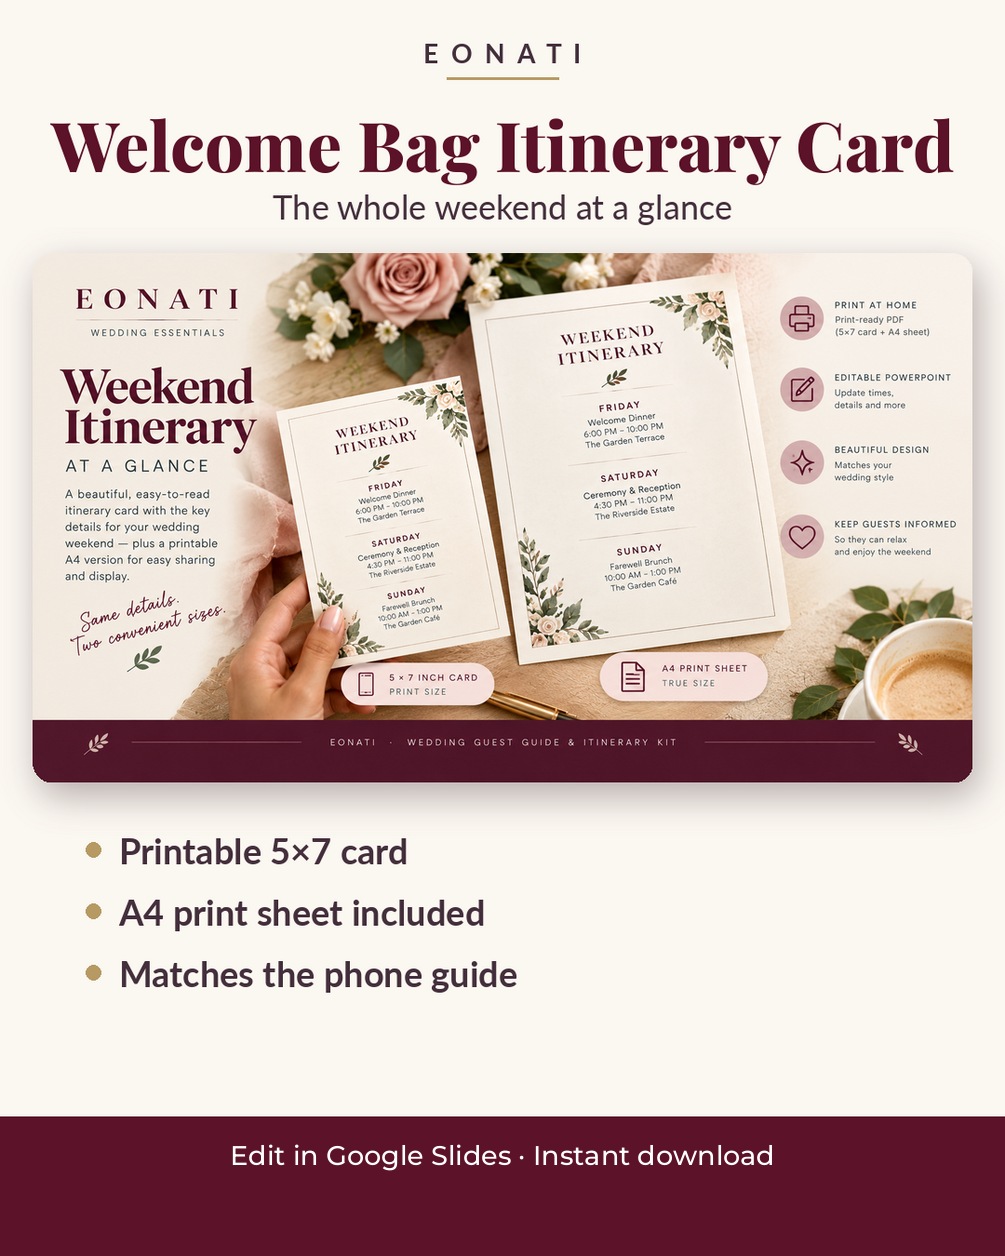 EONATI
Welcome Bag Itinerary Card
The whole weekend at a glance
EONATI
WEDDING ESSENTIALS
Weekend
Itinerary
AT A GLANCE
A beautiful, easy-to-read
itinerary card with the key
details for your wedding
weekend — plus a printable
A4 version for easy sharing
and display.
Same details.
Two convenient sizes.
WEEKEND
ITINERARY
FRIDAY
Welcome Dinner
6:00 PM – 10:00 PM
The Garden Terrace
SATURDAY
Ceremony & Reception
4:30 PM – 11:00 PM
The Riverside Estate
SUNDAY
Farewell Brunch
10:00 AM – 1:00 PM
The Garden Café
5 × 7 INCH CARD
PRINT SIZE
WEEKEND
ITINERARY
FRIDAY
Welcome Dinner
6:00 PM – 10:00 PM
The Garden Terrace
SATURDAY
Ceremony & Reception
4:30 PM – 11:00 PM
The Riverside Estate
SUNDAY
Farewell Brunch
10:00 AM – 1:00 PM
The Garden Café
A4 PRINT SHEET
TRUE SIZE
PRINT AT HOME
Print-ready PDF
(5×7 card + A4 sheet)
EDITABLE POWERPOINT
Update times,
details and more
BEAUTIFUL DESIGN
Matches your
wedding style
KEEP GUESTS INFORMED
So they can relax
and enjoy the weekend
EONATI · WEDDING GUEST GUIDE & ITINERARY KIT
Printable 5×7 card
A4 print sheet included
Matches the phone guide
Edit in Google Slides · Instant download